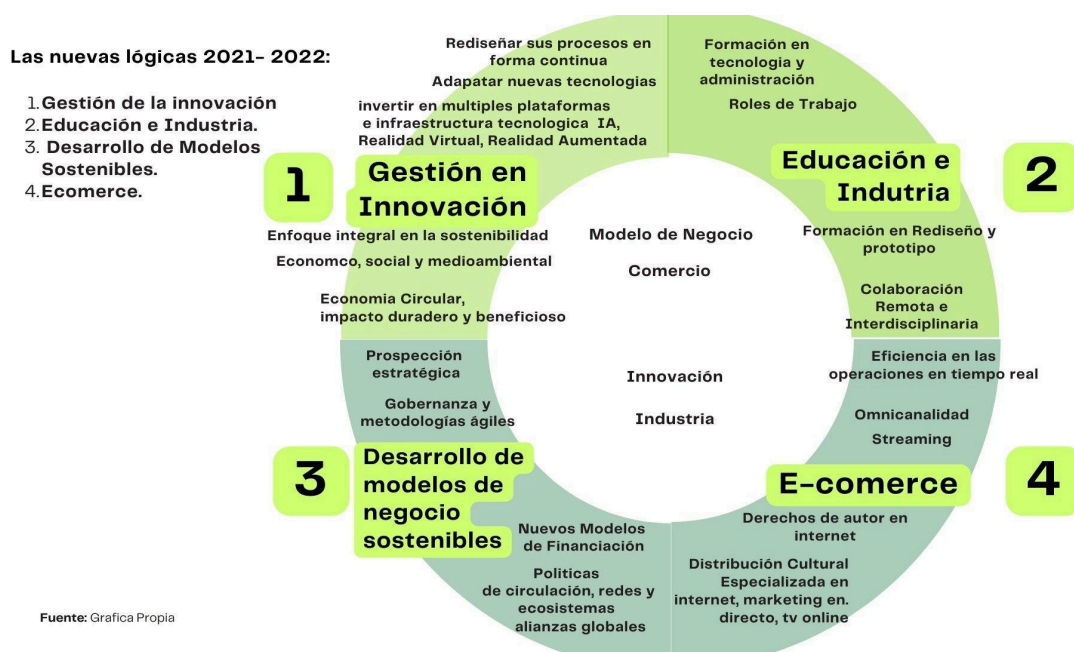 Las nuevas lógicas 2021- 2022:
1. Gestión de la innovación
2. Educación e Industria.
3. Desarrollo de Modelos
Sostenibles.
4. Ecomerce.
Rediseñar sus procesos en
forma continua
Adapatar nuevas tecnologias
invertir en multiples plataformas
e infraestructura tecnologica IA,
Realidad Virtual, Realidad Aumentada
1
Gestión en
Innovación
Enfoque integral en la sostenibilidad
Economco, social y medioambiental
Economia Circular,
impacto duradero y beneficioso
Formación en
tecnologia y
administración
Roles de Trabajo
Educación e
Indutria
2
Formación en Rediseño y
prototipo
Colaboración
Remota e
Interdisciplinaria
Modelo de Negocio
Comercio
Innovación
Industria
Prospección
estratégica
Gobernanza y
metodologías ágiles
3
Desarrollo de
modelos de
negocio
sostenibles
Nuevos Modelos
de Financiación
Politicas
de circulación, redes y
ecosistemas
alianzas globales
Eficiencia en las
operaciones en tiempo real
Omnicanalidad
Streaming
E-comerce
4
Derechos de autor en
internet
Distribución Cultural
Especializada en
internet, marketing en.
directo, tv online
Fuente: Grafica Propia